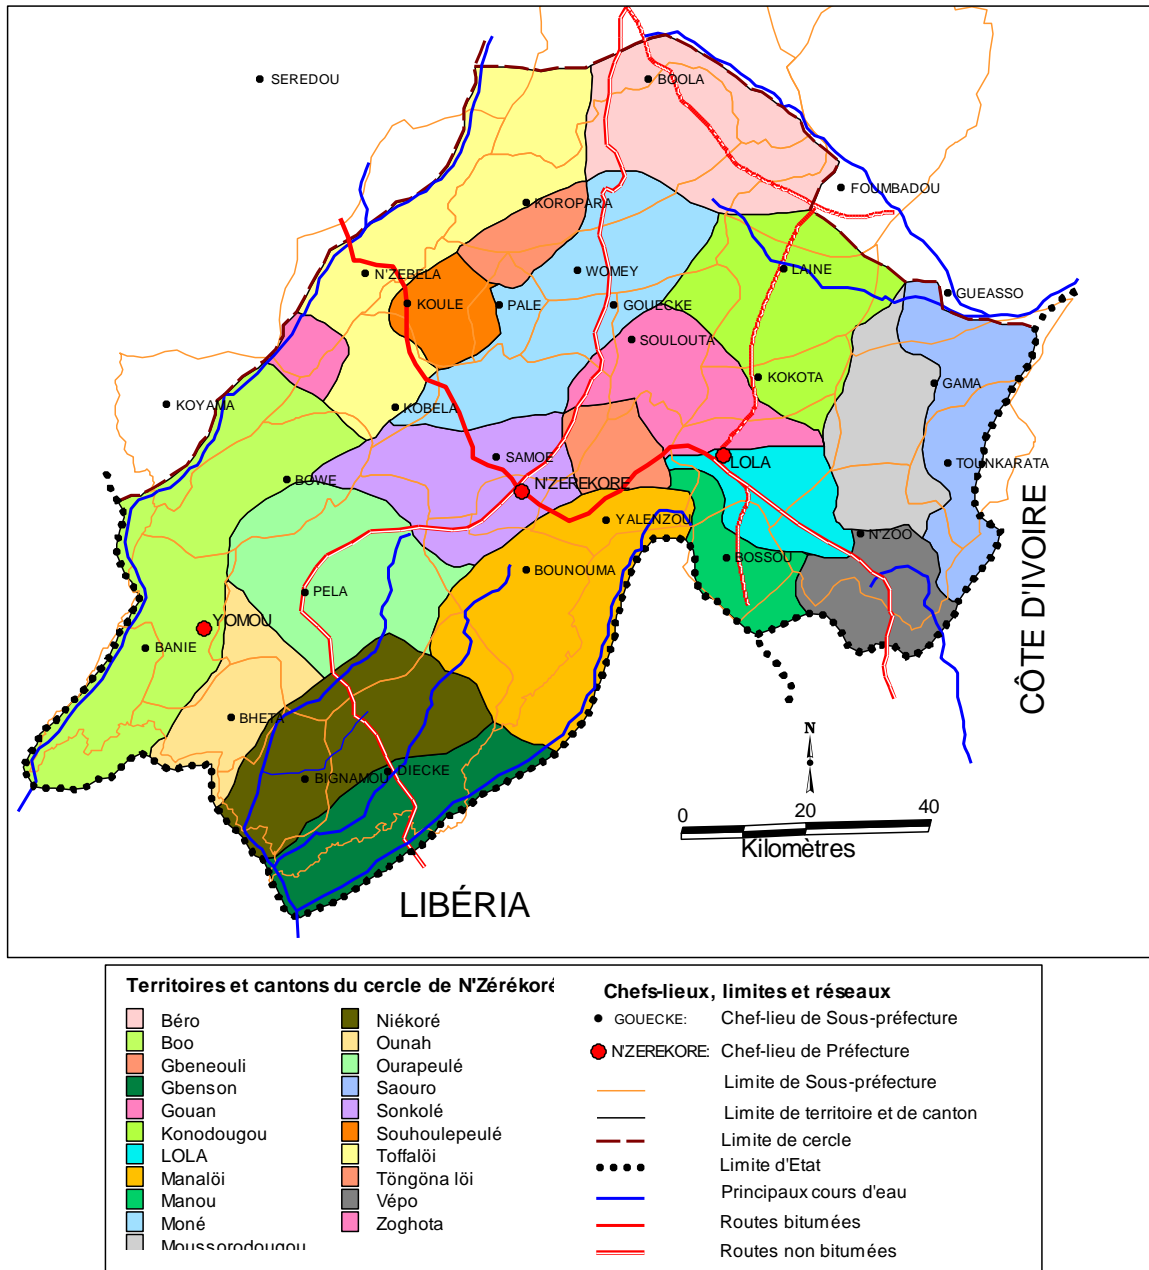 SEREDOU
BOOLA
FOUMBADOU
KOROPARA
N'ZEBELA
WOMEY
LAINE
GUEASSO
KOULE
PALE
GOUECKE
SOULOUTA
KOKOTA
GAMA
KOYAMA
KOBELA
SAMOE
LOLA
TOUNKARATA
BOWE
N'ZEREKORE
YALENZOU
N'ZOO
BOUNOUMA
BOSSOU
PELA
YOMOU
BANIE
BHETA
DIECKE
BIGNAMOU
CÔTE D'IVOIRE
LIBÉRIA
N
0 20 40
Kilomètres
Territoires et cantons du cercle de N'Zérékoré
Béro
Boo
Gbeneouli
Gbenson
Gouan
Konodougou
LOLA
Manalöi
Manou
Moné
Moussorodougou
Niékoré
Ounah
Ourapeulé
Saouro
Sonkolé
Souhoulepeulé
Toffalöi
Töngöna löi
Vépo
Zoghota
Chefs-lieux, limites et réseaux
GOUECKE: Chef-lieu de Sous-préfecture
N'ZEREKORE: Chef-lieu de Préfecture
Limite de Sous-préfecture
Limite de territoire et de canton
Limite de cercle
Limite d'Etat
Principaux cours d'eau
Routes bitumées
Routes non bitumées